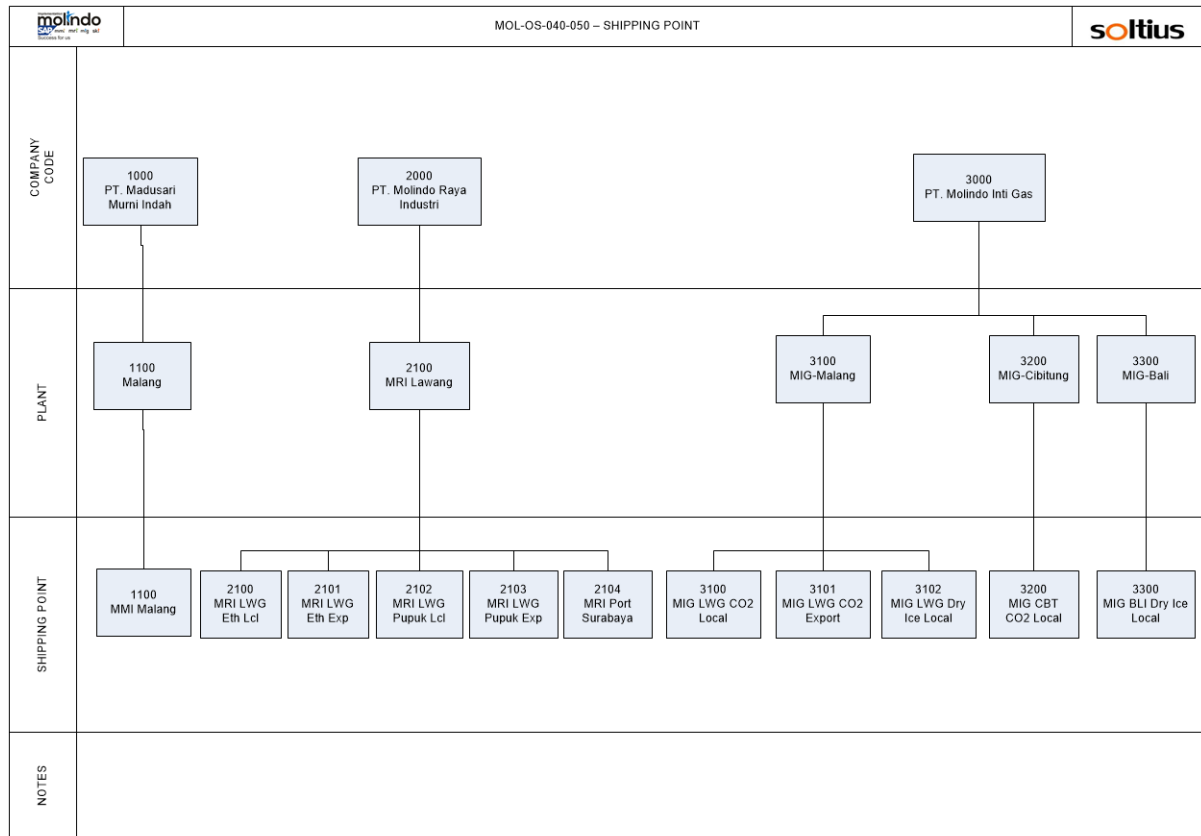 molindo
SAP mmi mri mig akt
Success for us
MOL-OS-040-050 – SHIPPING POINT
soltius
COMPANY
CODE
1000
PT. Madusari
Murni Indah
2000
PT. Molindo Raya
Industri
3000
PT. Molindo Inti Gas
PLANT
1100
Malang
2100
MRI Lawang
3100
MIG-Malang
3200
MIG-Cibitung
3300
MIG-Bali
SHIPPING POINT
1100
MMI Malang
2100
MRI LWG
Eth Lcl
2101
MRI LWG
Eth Exp
2102
MRI LWG
Pupuk Lcl
2103
MRI LWG
Pupuk Exp
2104
MRI Port
Surabaya
3100
MIG LWG CO2
Local
3101
MIG LWG CO2
Export
3102
MIG LWG Dry
Ice Local
3200
MIG CBT
CO2 Local
3300
MIG BLI Dry Ice
Local
NOTES